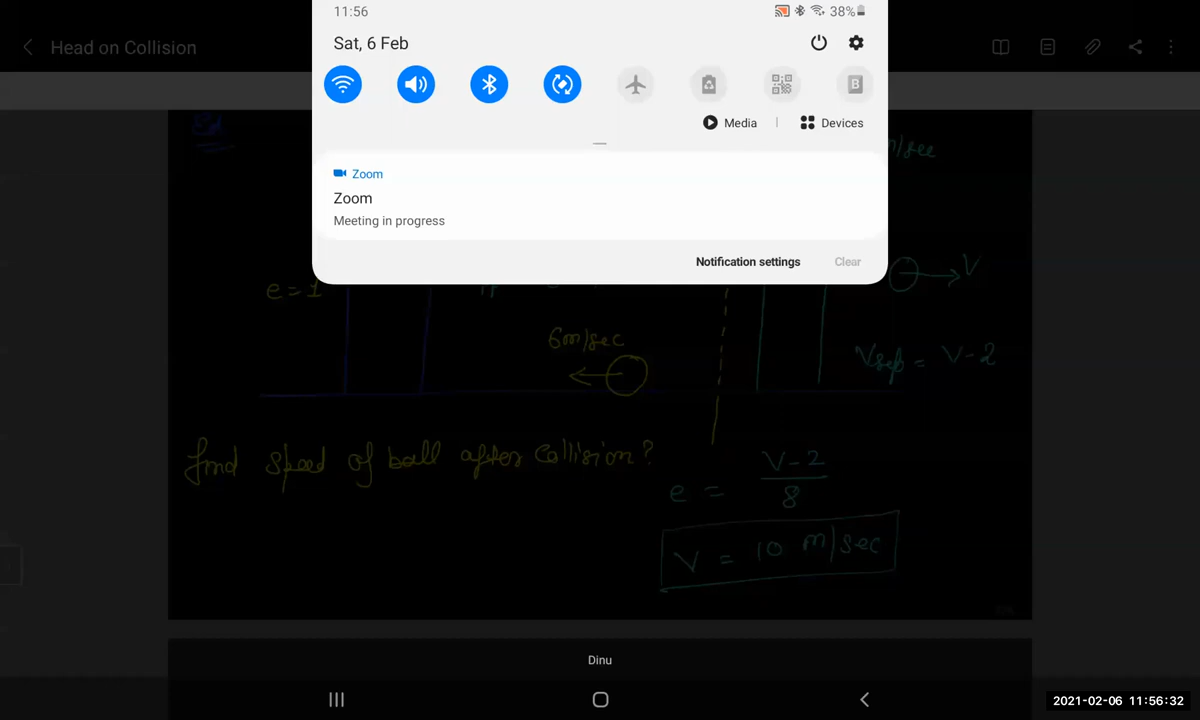 11:56
38%
Head on Collision
Sat, 6 Feb
Media
Devices
Ex
m/sec
Zoom
Zoom
Meeting in progress
Notification settings
Clear
V
e = 1
6m/sec
Vsep = V-2
find speed of ball after collision?
e = V-2 / 8
V = 10 m/sec
Dinu
2021-02-06 11:56:32